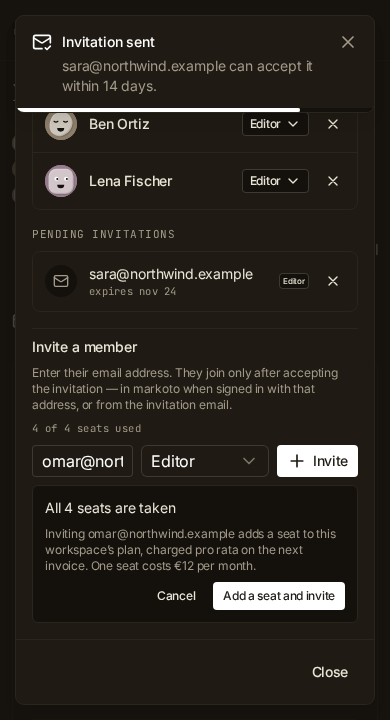 Invitation sent
sara@northwind.example can accept it
within 14 days.
Ben Ortiz
Editor
Lena Fischer
Editor
PENDING INVITATIONS
sara@northwind.example
expires nov 24
Editor
Invite a member
Enter their email address. They join only after accepting
the invitation — in markoto when signed in with that
address, or from the invitation email.
4 of 4 seats used
omar@nort
Editor
Invite
All 4 seats are taken
Inviting omar@northwind.example adds a seat to this
workspace's plan, charged pro rata on the next
invoice. One seat costs €12 per month.
Cancel
Add a seat and invite
Close